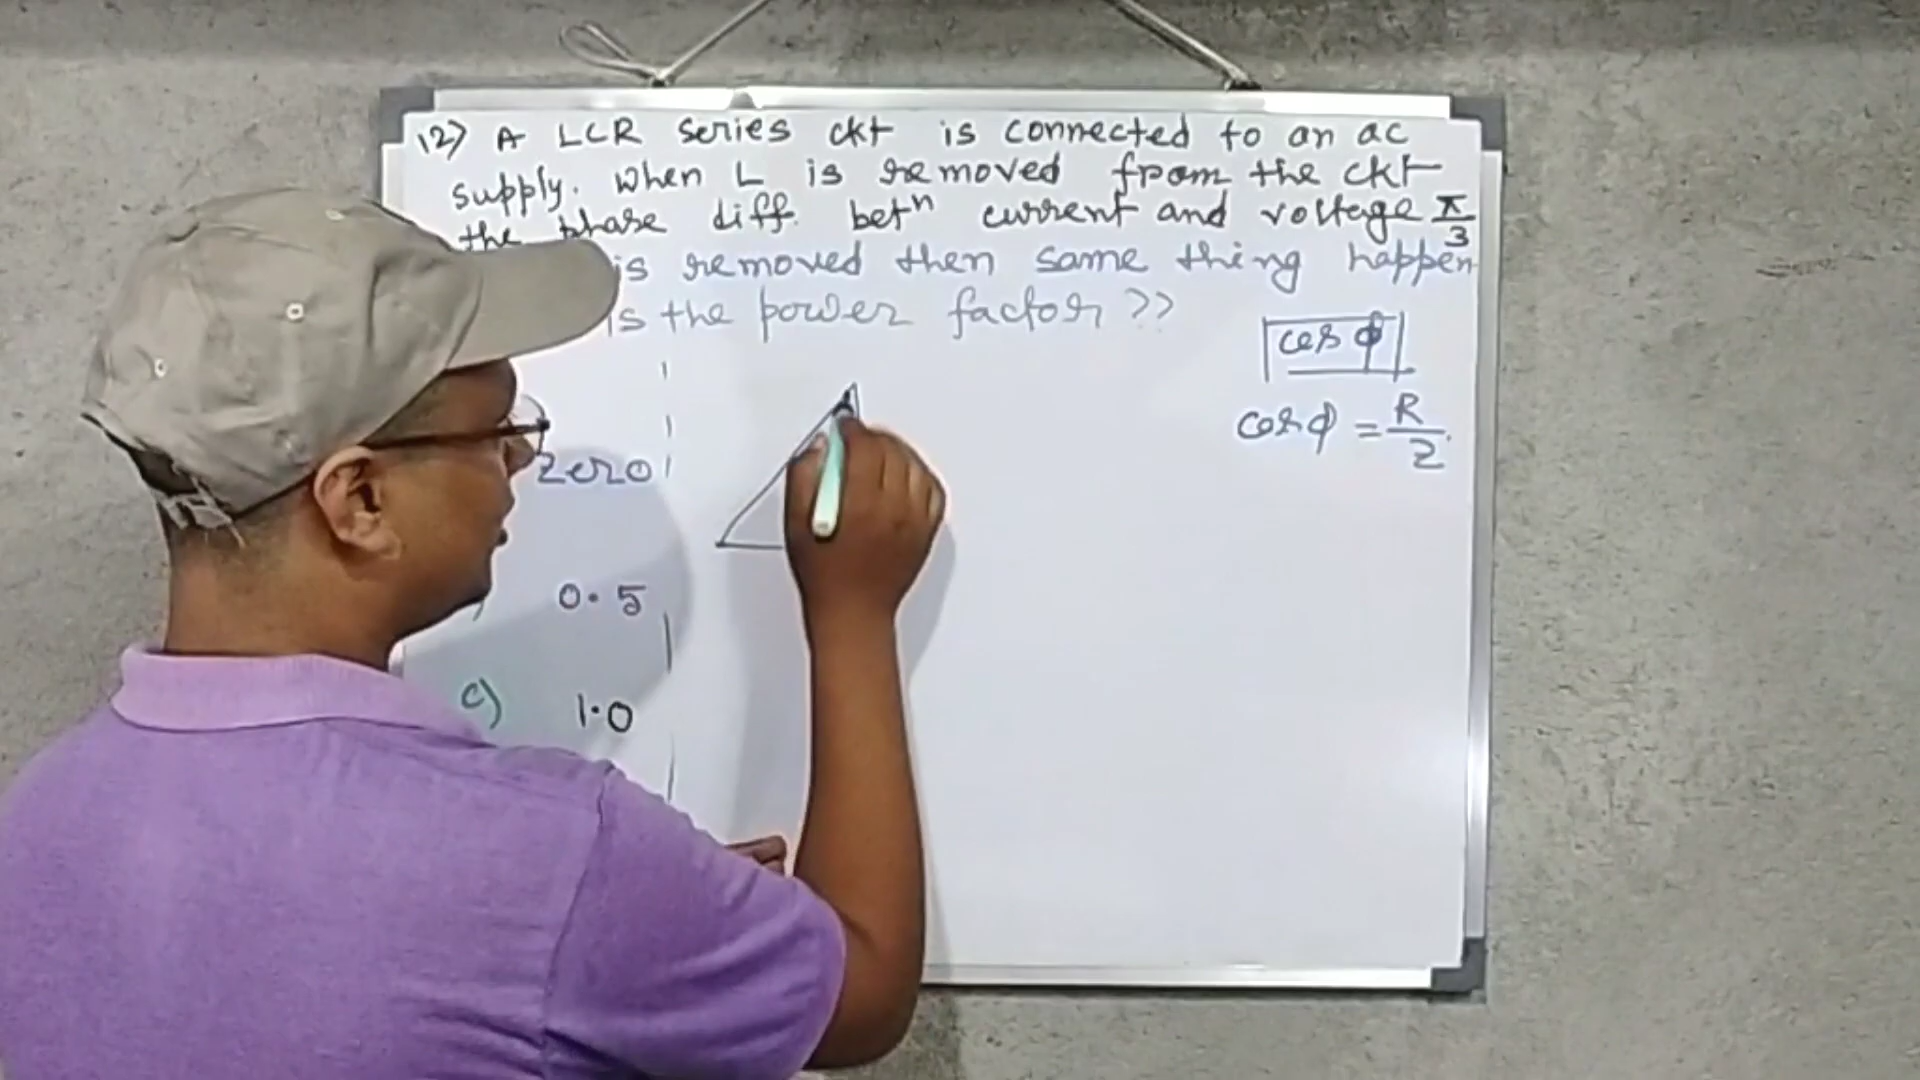 12) A LCR series ckt is connected to an ac
supply. When L is removed from the ckt
the phase diff. betⁿ current and voltage π/3
is removed then same thing happen
is the power factor ??
cos φ
cosφ = R/Z
Zero
0.5
c) 1.0